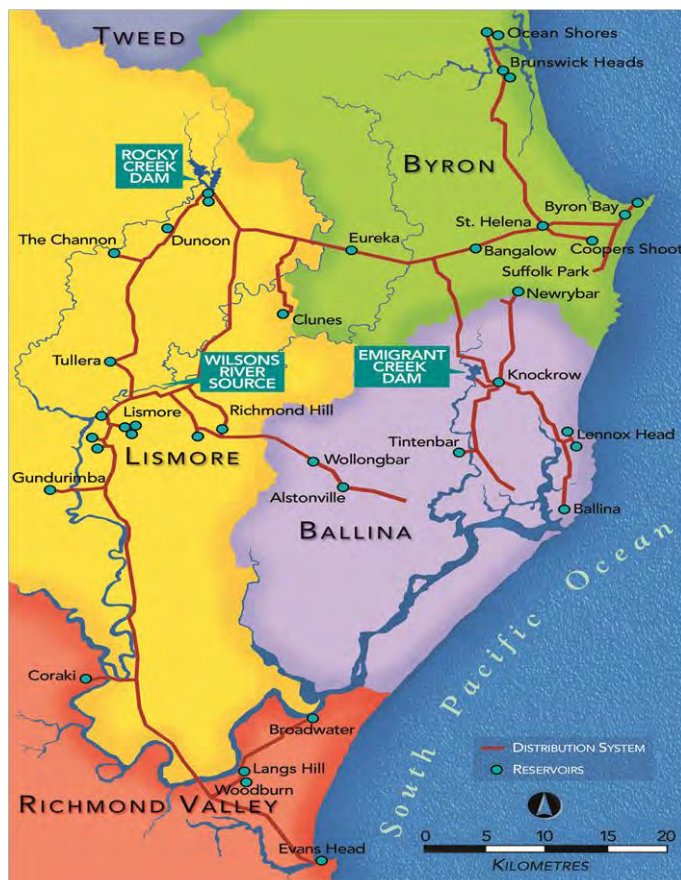 TWEED
Ocean Shores
Brunswick Heads
ROCKY
CREEK
DAM
BYRON
Byron Bay
St. Helena
The Channon
Dunoon
Eureka
Bangalow
Coopers Shoot
Suffolk Park
Newrybar
Clunes
Tullera
WILSONS
RIVER
SOURCE
EMIGRANT
CREEK
DAM
Knockrow
Lismore
Richmond Hill
Lennox Head
LISMORE
Tintenbar
Wollongbar
Gundurimba
Alstonville
Ballina
BALLINA
South Pacific Ocean
Coraki
Broadwater
DISTRIBUTION SYSTEM
Langs Hill
RESERVOIRS
Woodburn
RICHMOND VALLEY
0 5 10 15 20
Evans Head
KILOMETRES